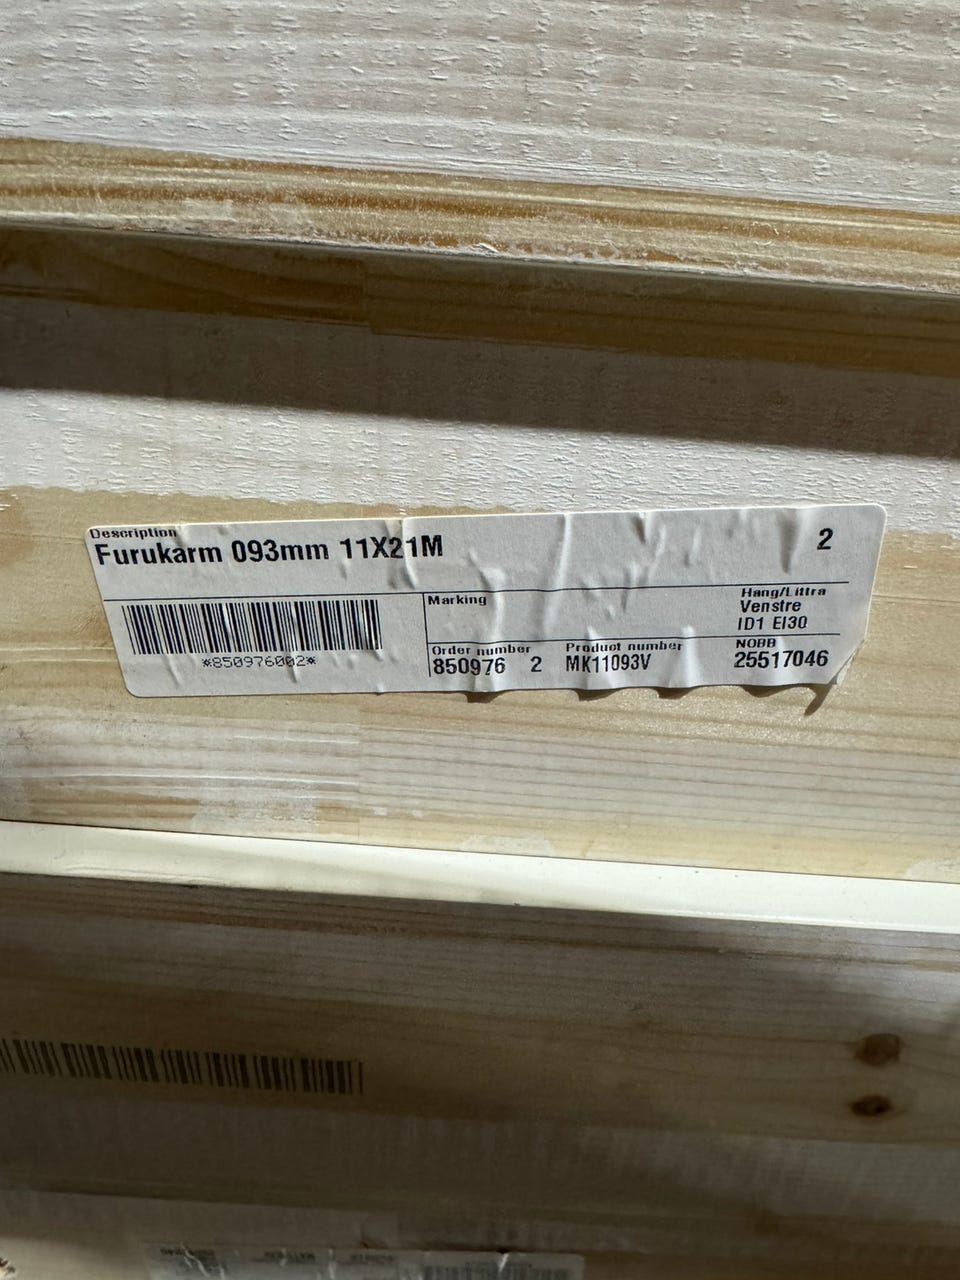 Description
Furukarm 093mm 11X21M
2
*850976002*
Marking
Hang/Littra
Venstre
ID1 EI30
Order number
850976 2
Product number
MK11093V
NOBB
25517046